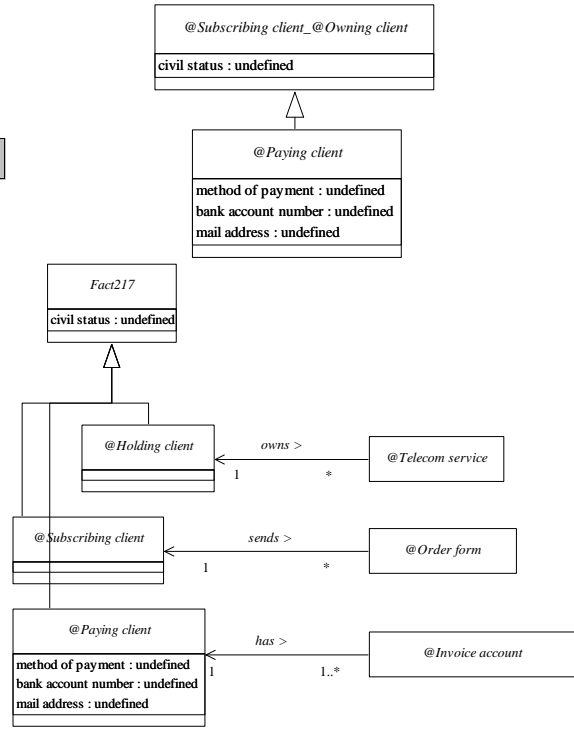 @Subscribing client_@Owning client
civil status : undefined
@Paying client
method of payment : undefined
bank account number : undefined
mail address : undefined
Fact217
civil status : undefined
@Holding client
owns >
@Telecom service
1
*
@Subscribing client
sends >
@Order form
1
*
@Paying client
has >
@Invoice account
method of payment : undefined
1
1..*
bank account number : undefined
mail address : undefined